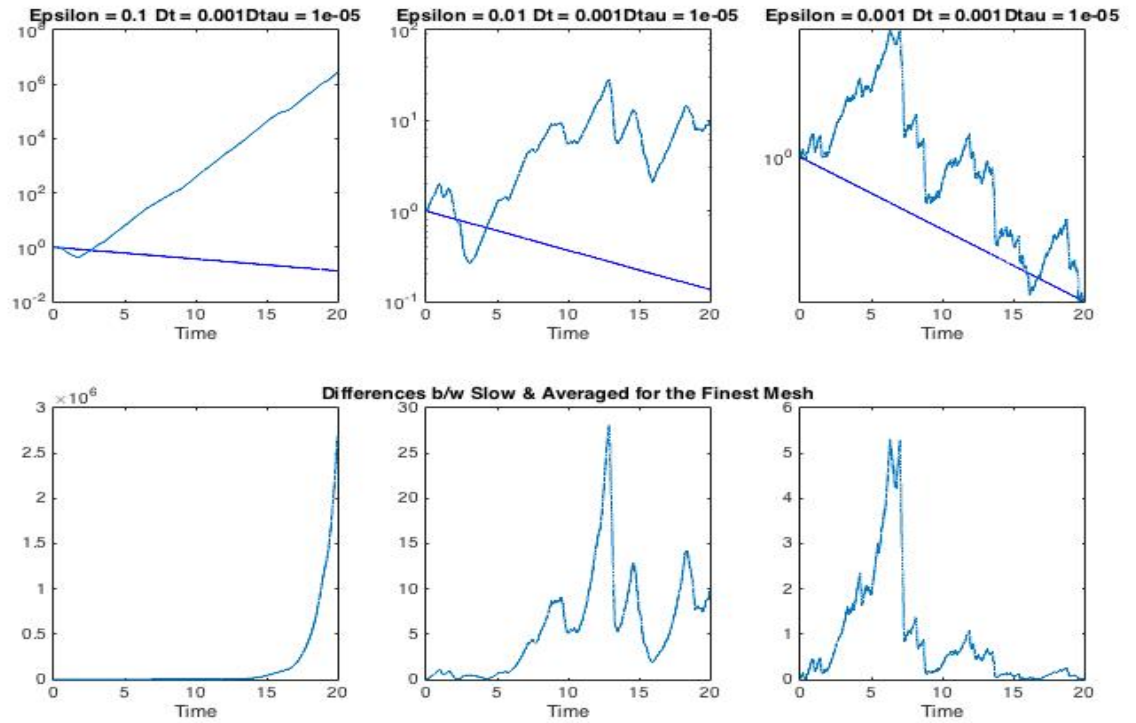 Epsilon = 0.1 Dt = 0.001Dtau = 1e-05
Epsilon = 0.01 Dt = 0.001Dtau = 1e-05
Epsilon = 0.001 Dt = 0.001Dtau = 1e-05
10^8
10^6
10^4
10^2
10^0
10^-2
0 5 10 15 20
Time
10^2
10^1
10^0
10^-1
0 5 10 15 20
Time
10^0
0 5 10 15 20
Time
Differences b/w Slow & Averaged for the Finest Mesh
×10^6
3
2.5
2
1.5
1
0.5
0
0 5 10 15 20
Time
30
25
20
15
10
5
0
0 5 10 15 20
Time
6
5
4
3
2
1
0
0 5 10 15 20
Time